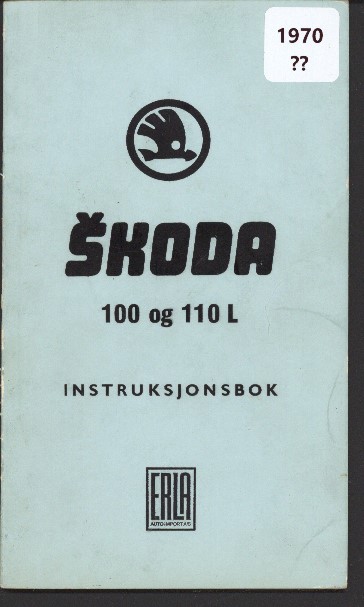 1970
??
ŠKODA
100 og 110 L
INSTRUKSJONSBOK
ERLA
AUTOIMPORT A/S